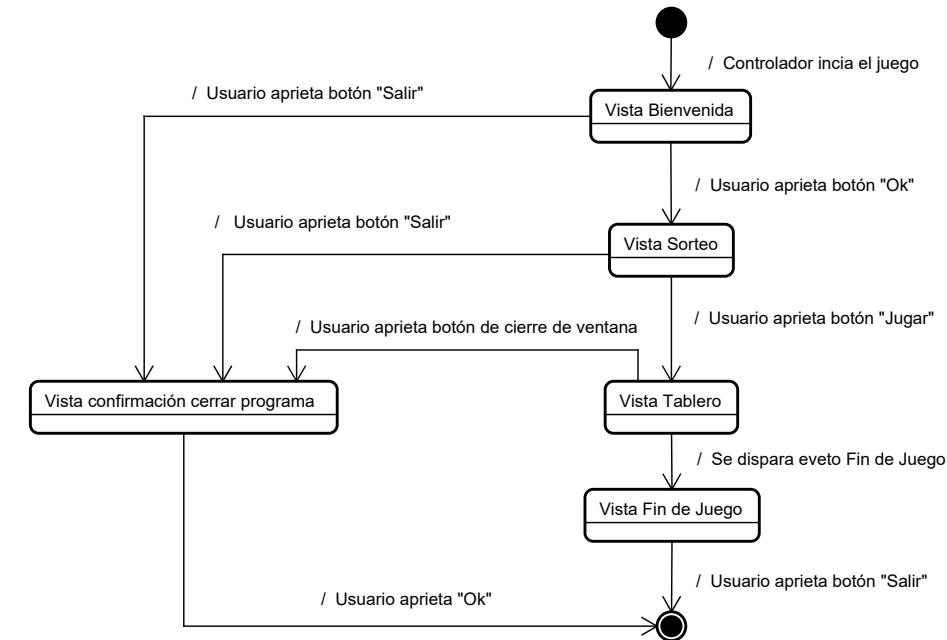 / Controlador incia el juego
/ Usuario aprieta botón "Salir"
Vista Bienvenida
/ Usuario aprieta botón "Ok"
/ Usuario aprieta botón "Salir"
Vista Sorteo
/ Usuario aprieta botón "Jugar"
/ Usuario aprieta botón de cierre de ventana
Vista confirmación cerrar programa
Vista Tablero
/ Se dispara eveto Fin de Juego
Vista Fin de Juego
/ Usuario aprieta botón "Salir"
/ Usuario aprieta "Ok"